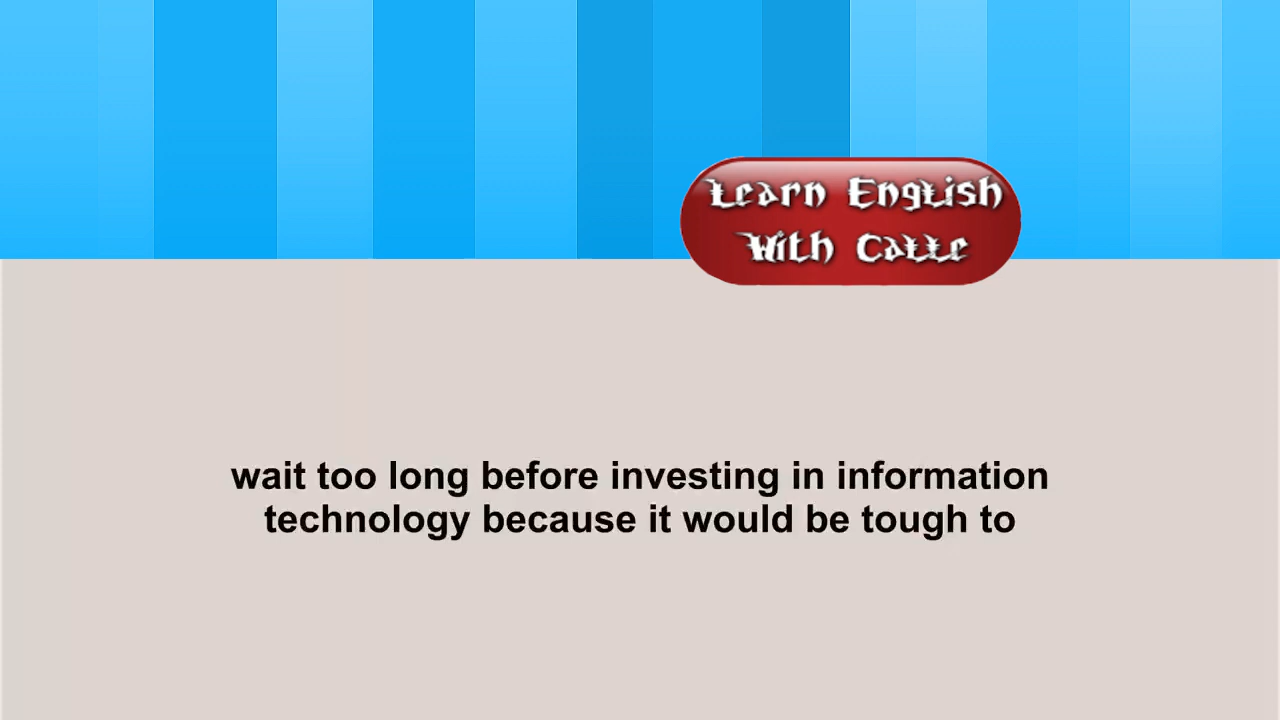 Learn English
With Catte
wait too long before investing in information
technology because it would be tough to